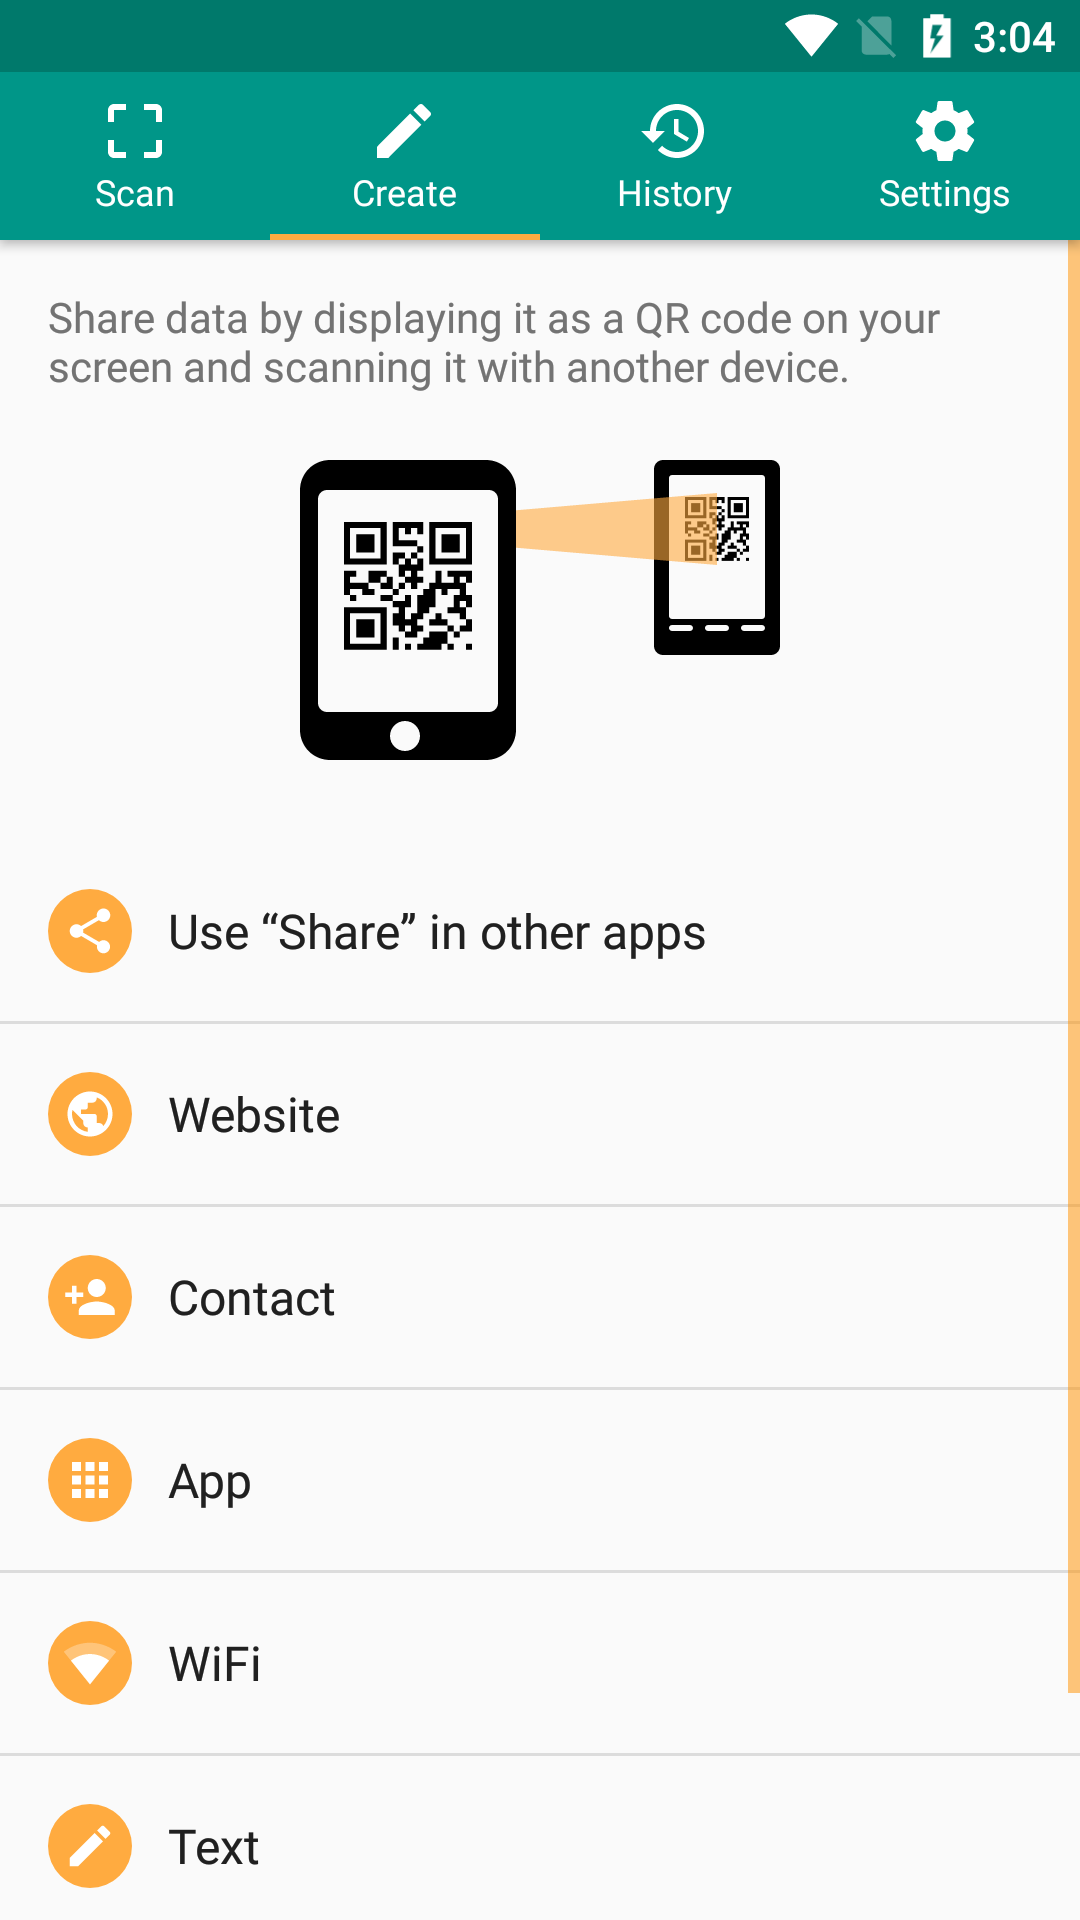 3:04
Scan
Create
History
Settings
Share data by displaying it as a QR code on your
screen and scanning it with another device.
Use “Share” in other apps
Website
Contact
App
WiFi
Text